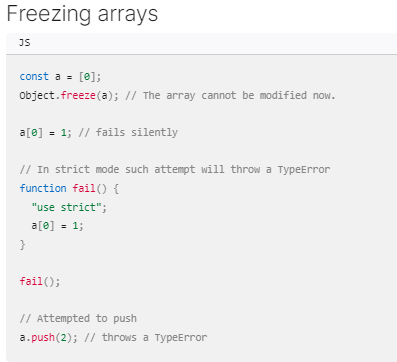 Freezing arrays
JS
const a = [0];
Object.freeze(a); // The array cannot be modified now.
a[0] = 1; // fails silently
// In strict mode such attempt will throw a TypeError
function fail() {
"use strict";
a[0] = 1;
}
fail();
// Attempted to push
a.push(2); // throws a TypeError